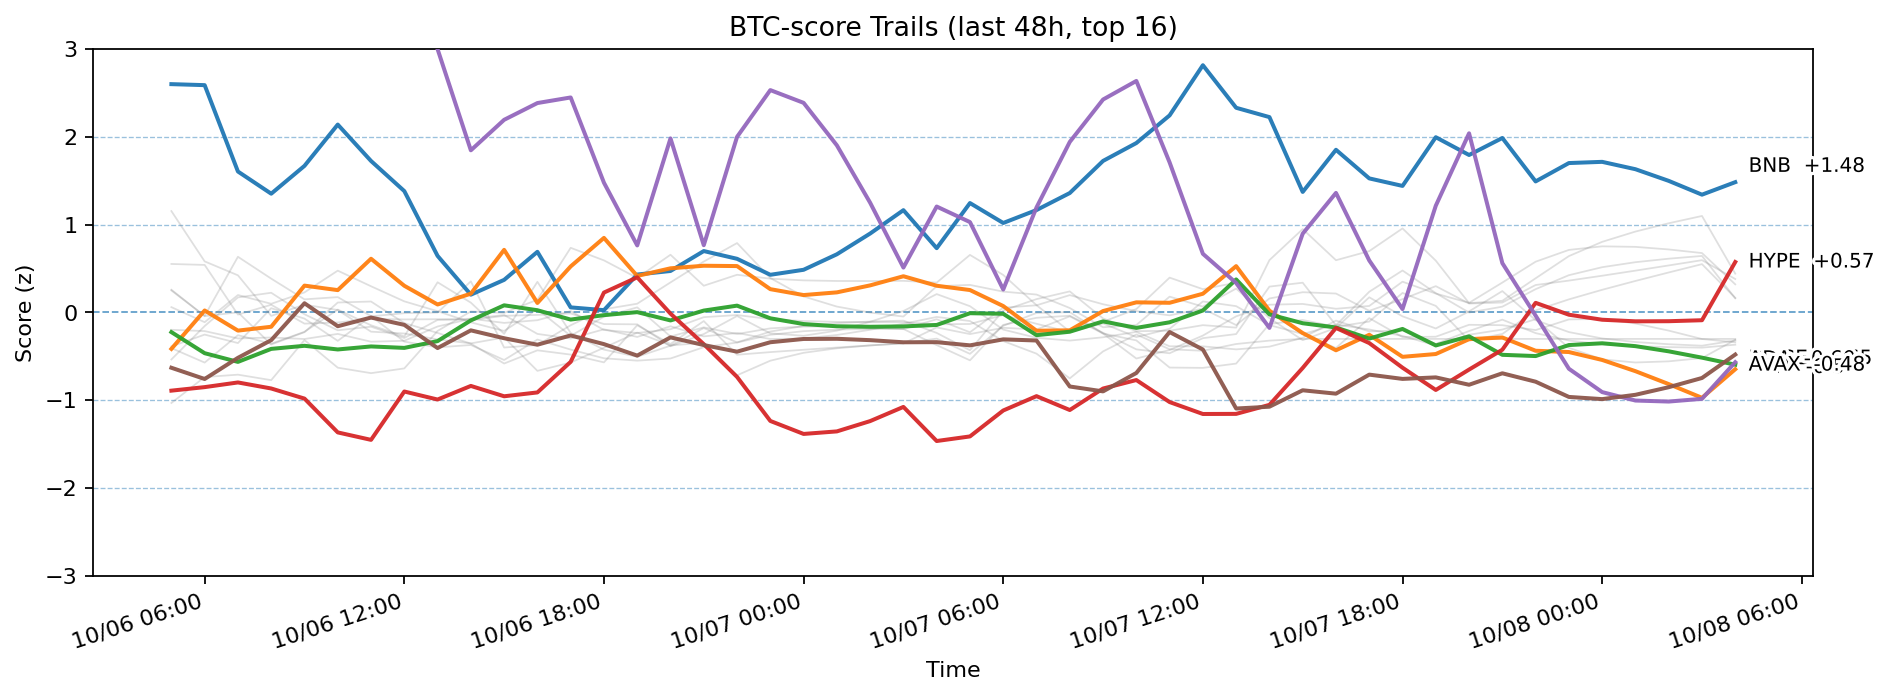 BTC-score Trails (last 48h, top 16)
Score (z)
3
2
1
0
−1
−2
−3
BNB +1.48
HYPE +0.57
AVAX -0.48
10/06 06:00
10/06 12:00
10/06 18:00
10/07 00:00
10/07 06:00
10/07 12:00
10/07 18:00
10/08 00:00
10/08 06:00
Time